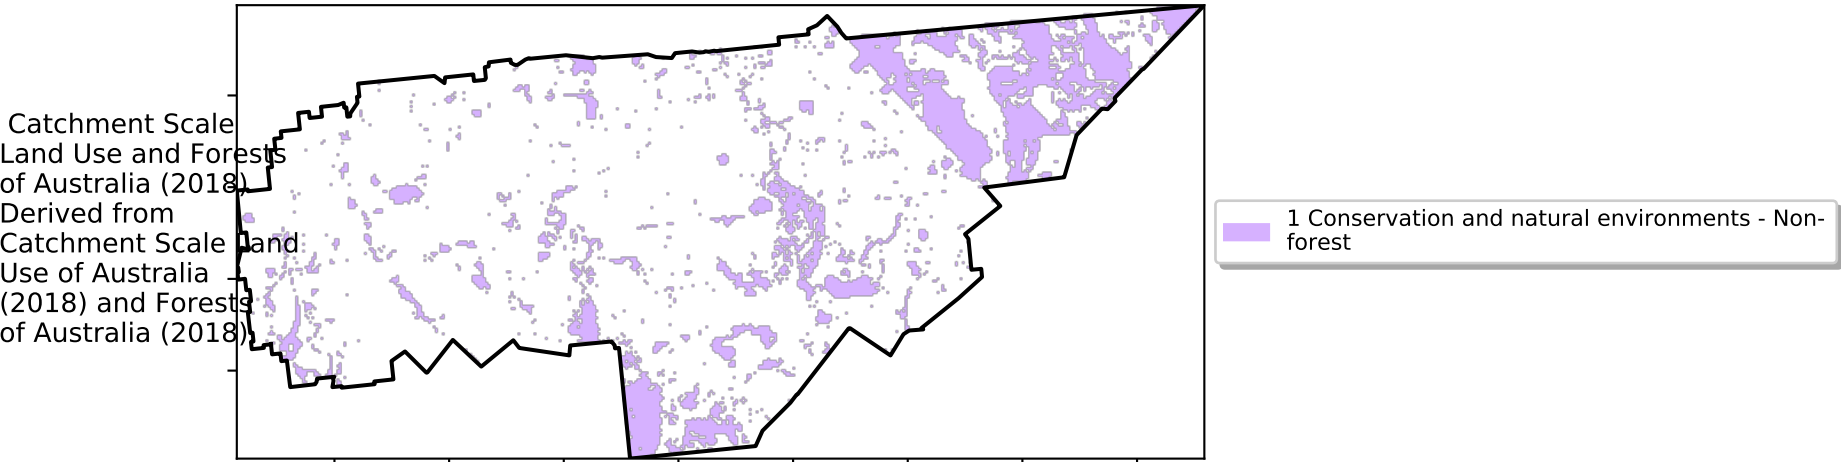 Catchment Scale
Land Use and Forests
of Australia (2018)
Derived from
Catchment Scale Land
Use of Australia
(2018) and Forests
of Australia (2018)
1 Conservation and natural environments - Non-
forest